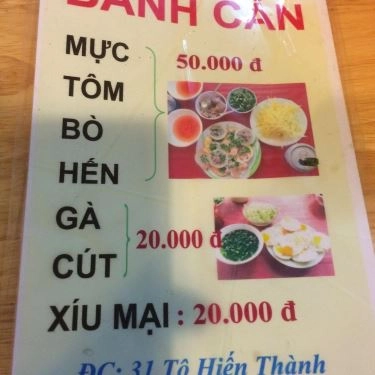 BÁNH CĂN
MỰC
TÔM
BÒ
HẾN
50.000 đ
GÀ
CÚT
20.000 đ
XÍU MẠI : 20.000 đ
ĐC: 31 Tô Hiến Thành